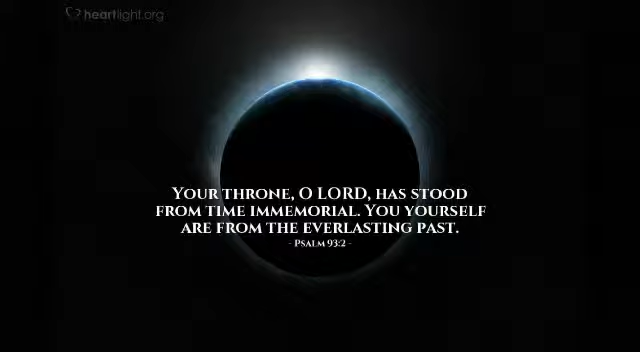 heartlight.org
Your throne, O LORD, has stood
from time immemorial. You yourself
are from the everlasting past.
- Psalm 93:2 -